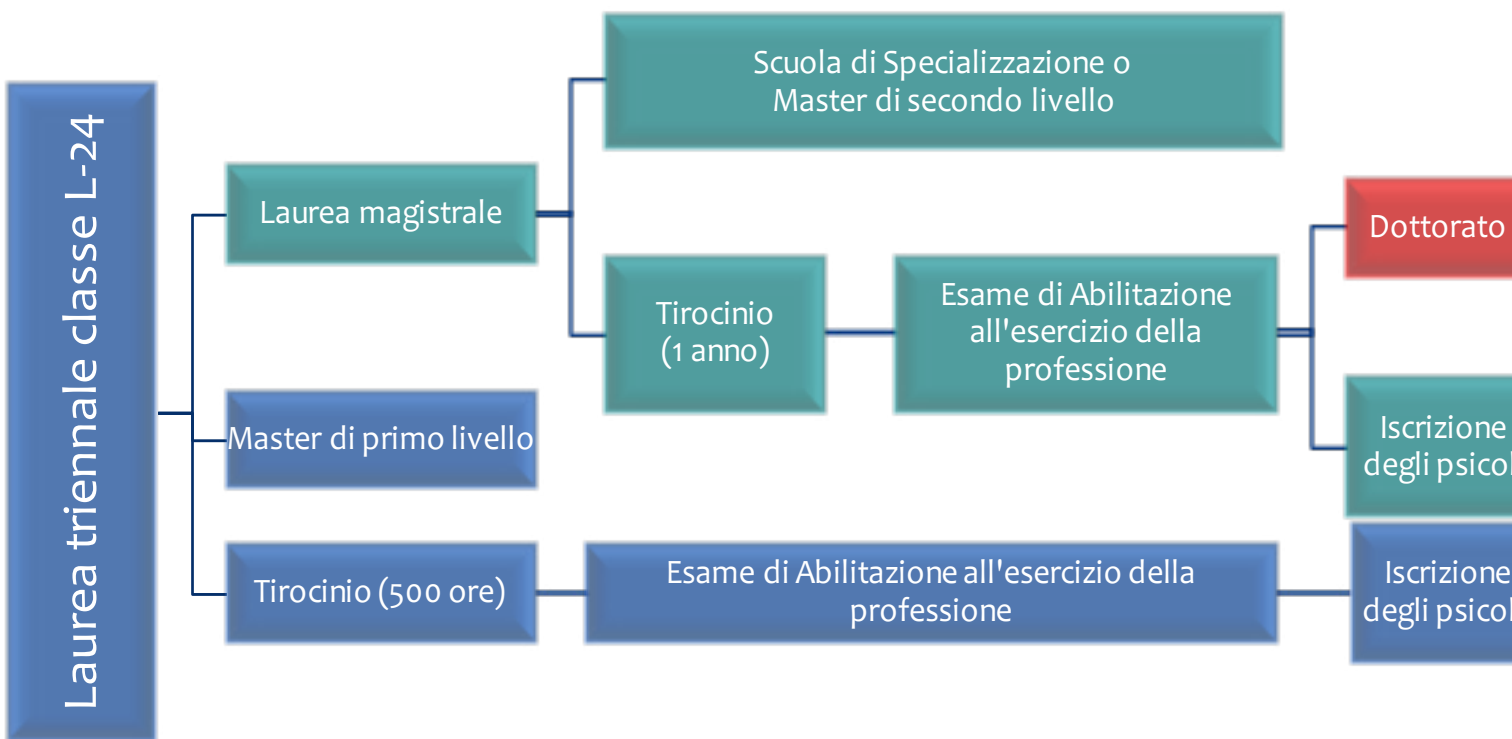 Laurea triennale classe L-24
Scuola di Specializzazione o
Master di secondo livello
Laurea magistrale
Dottorato
Tirocinio
(1 anno)
Esame di Abilitazione
all'esercizio della
professione
Iscrizione
degli
Master di primo livello
Tirocinio (500 ore)
Esame di Abilitazione all'esercizio della
professione
Iscrizione
degli